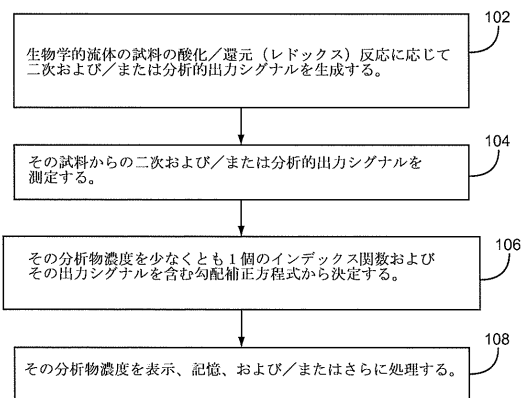 102
生物学的流体の試料の酸化／還元（レドックス）反応に応じて
二次および／または分析的出力シグナルを生成する。
104
その試料からの二次および／または分析的出力シグナルを
測定する。
106
その分析物濃度を少なくとも１個のインデックス関数および
その出力シグナルを含む勾配補正方程式から決定する。
108
その分析物濃度を表示、記憶、および／またはさらに処理する。